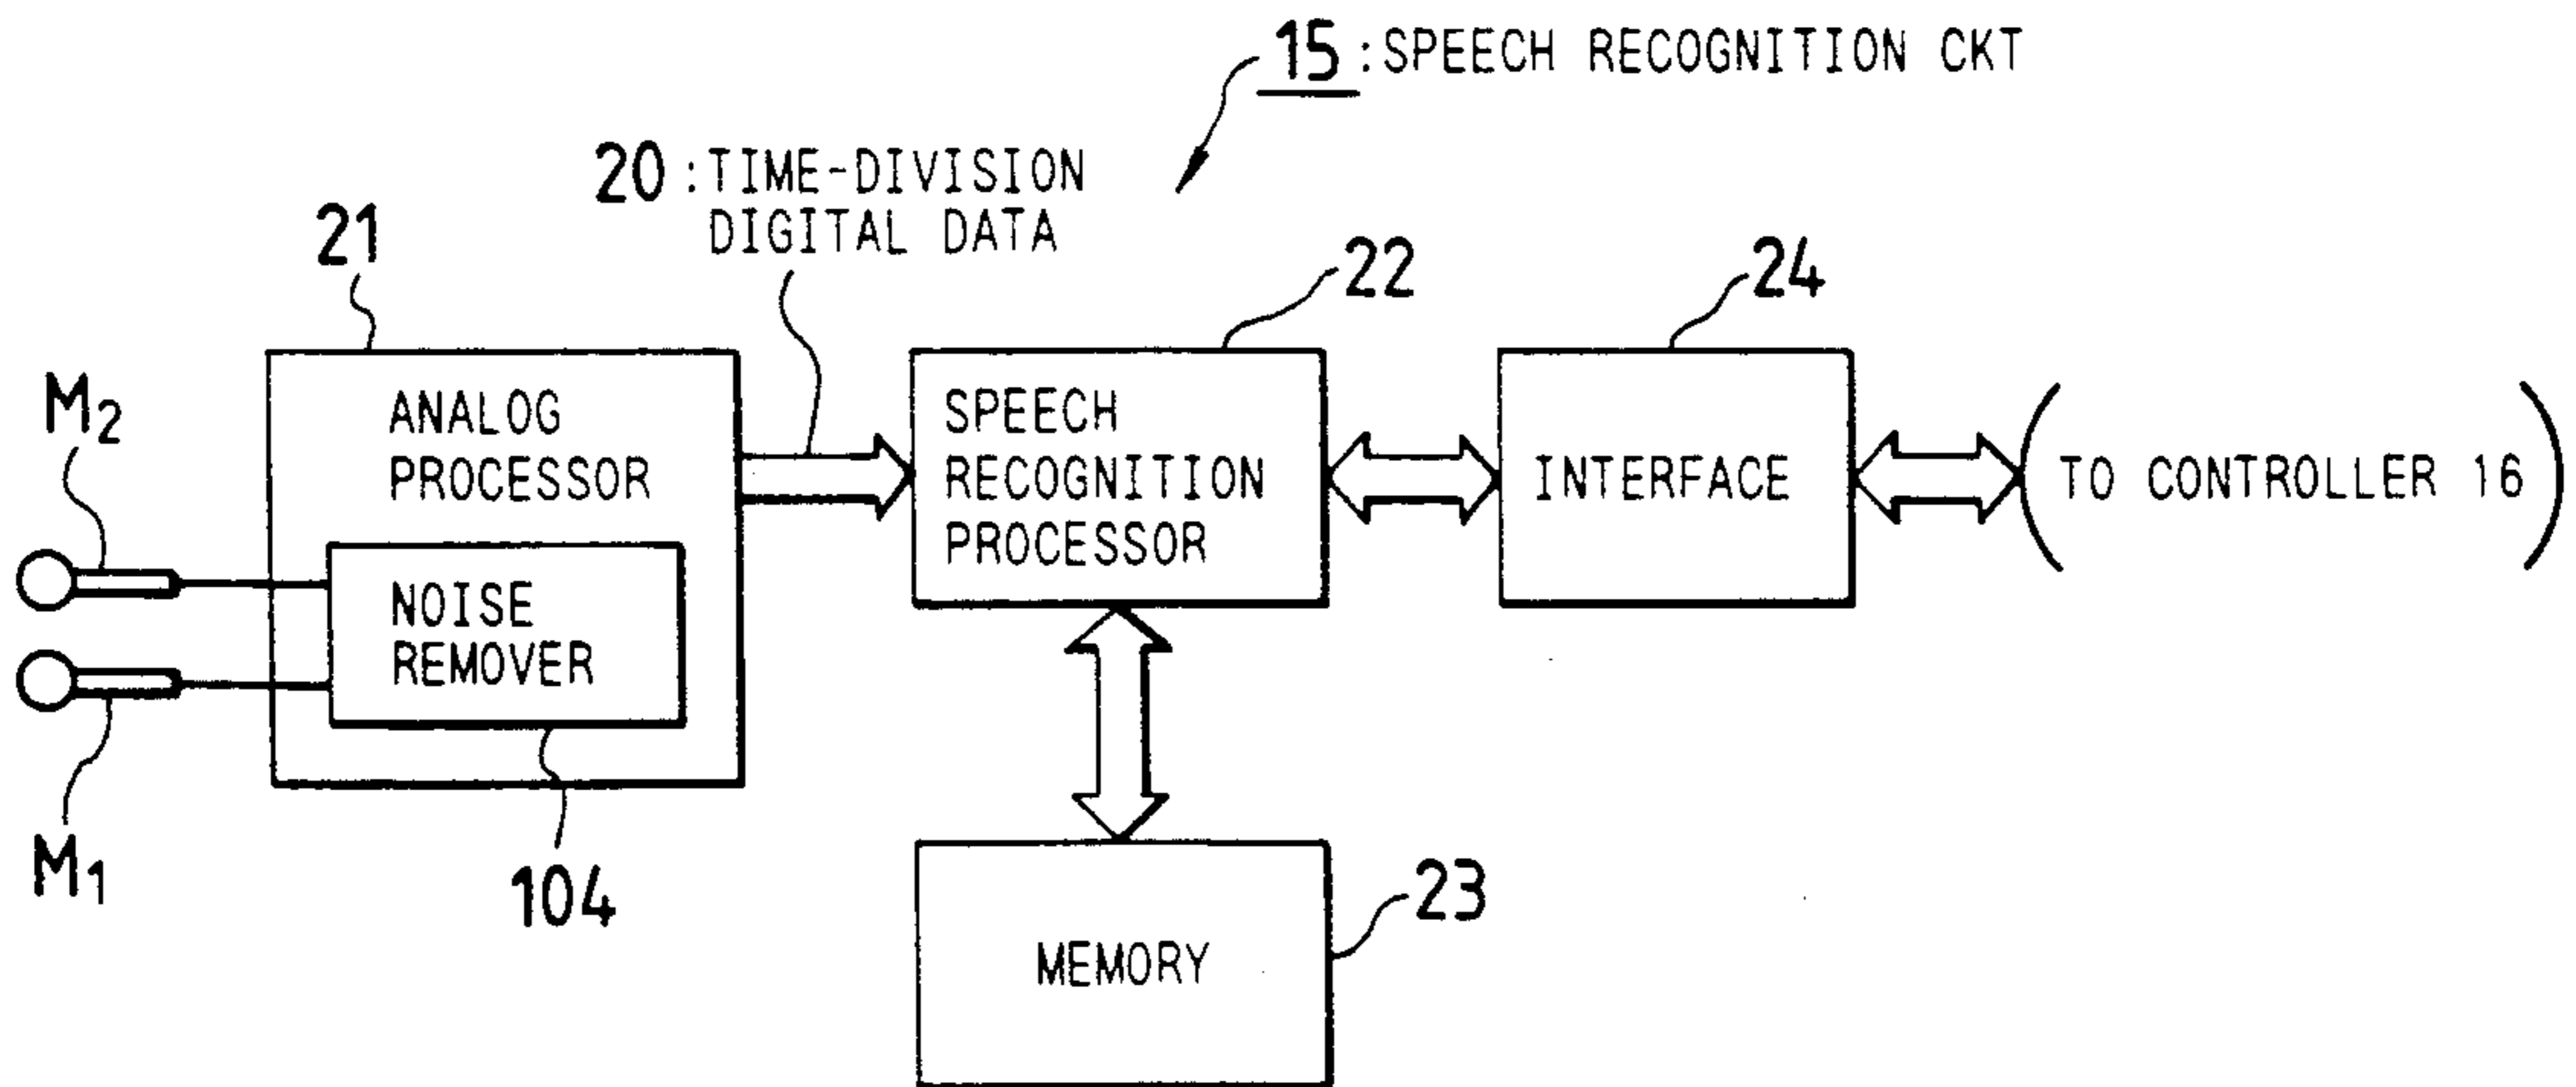 15 : SPEECH RECOGNITION CKT
20 : TIME-DIVISION
DIGITAL DATA
21
22
24
M2
ANALOG
PROCESSOR
SPEECH
RECOGNITION
PROCESSOR
INTERFACE
(TO CONTROLLER 16)
NOISE
REMOVER
M1
104
23
MEMORY